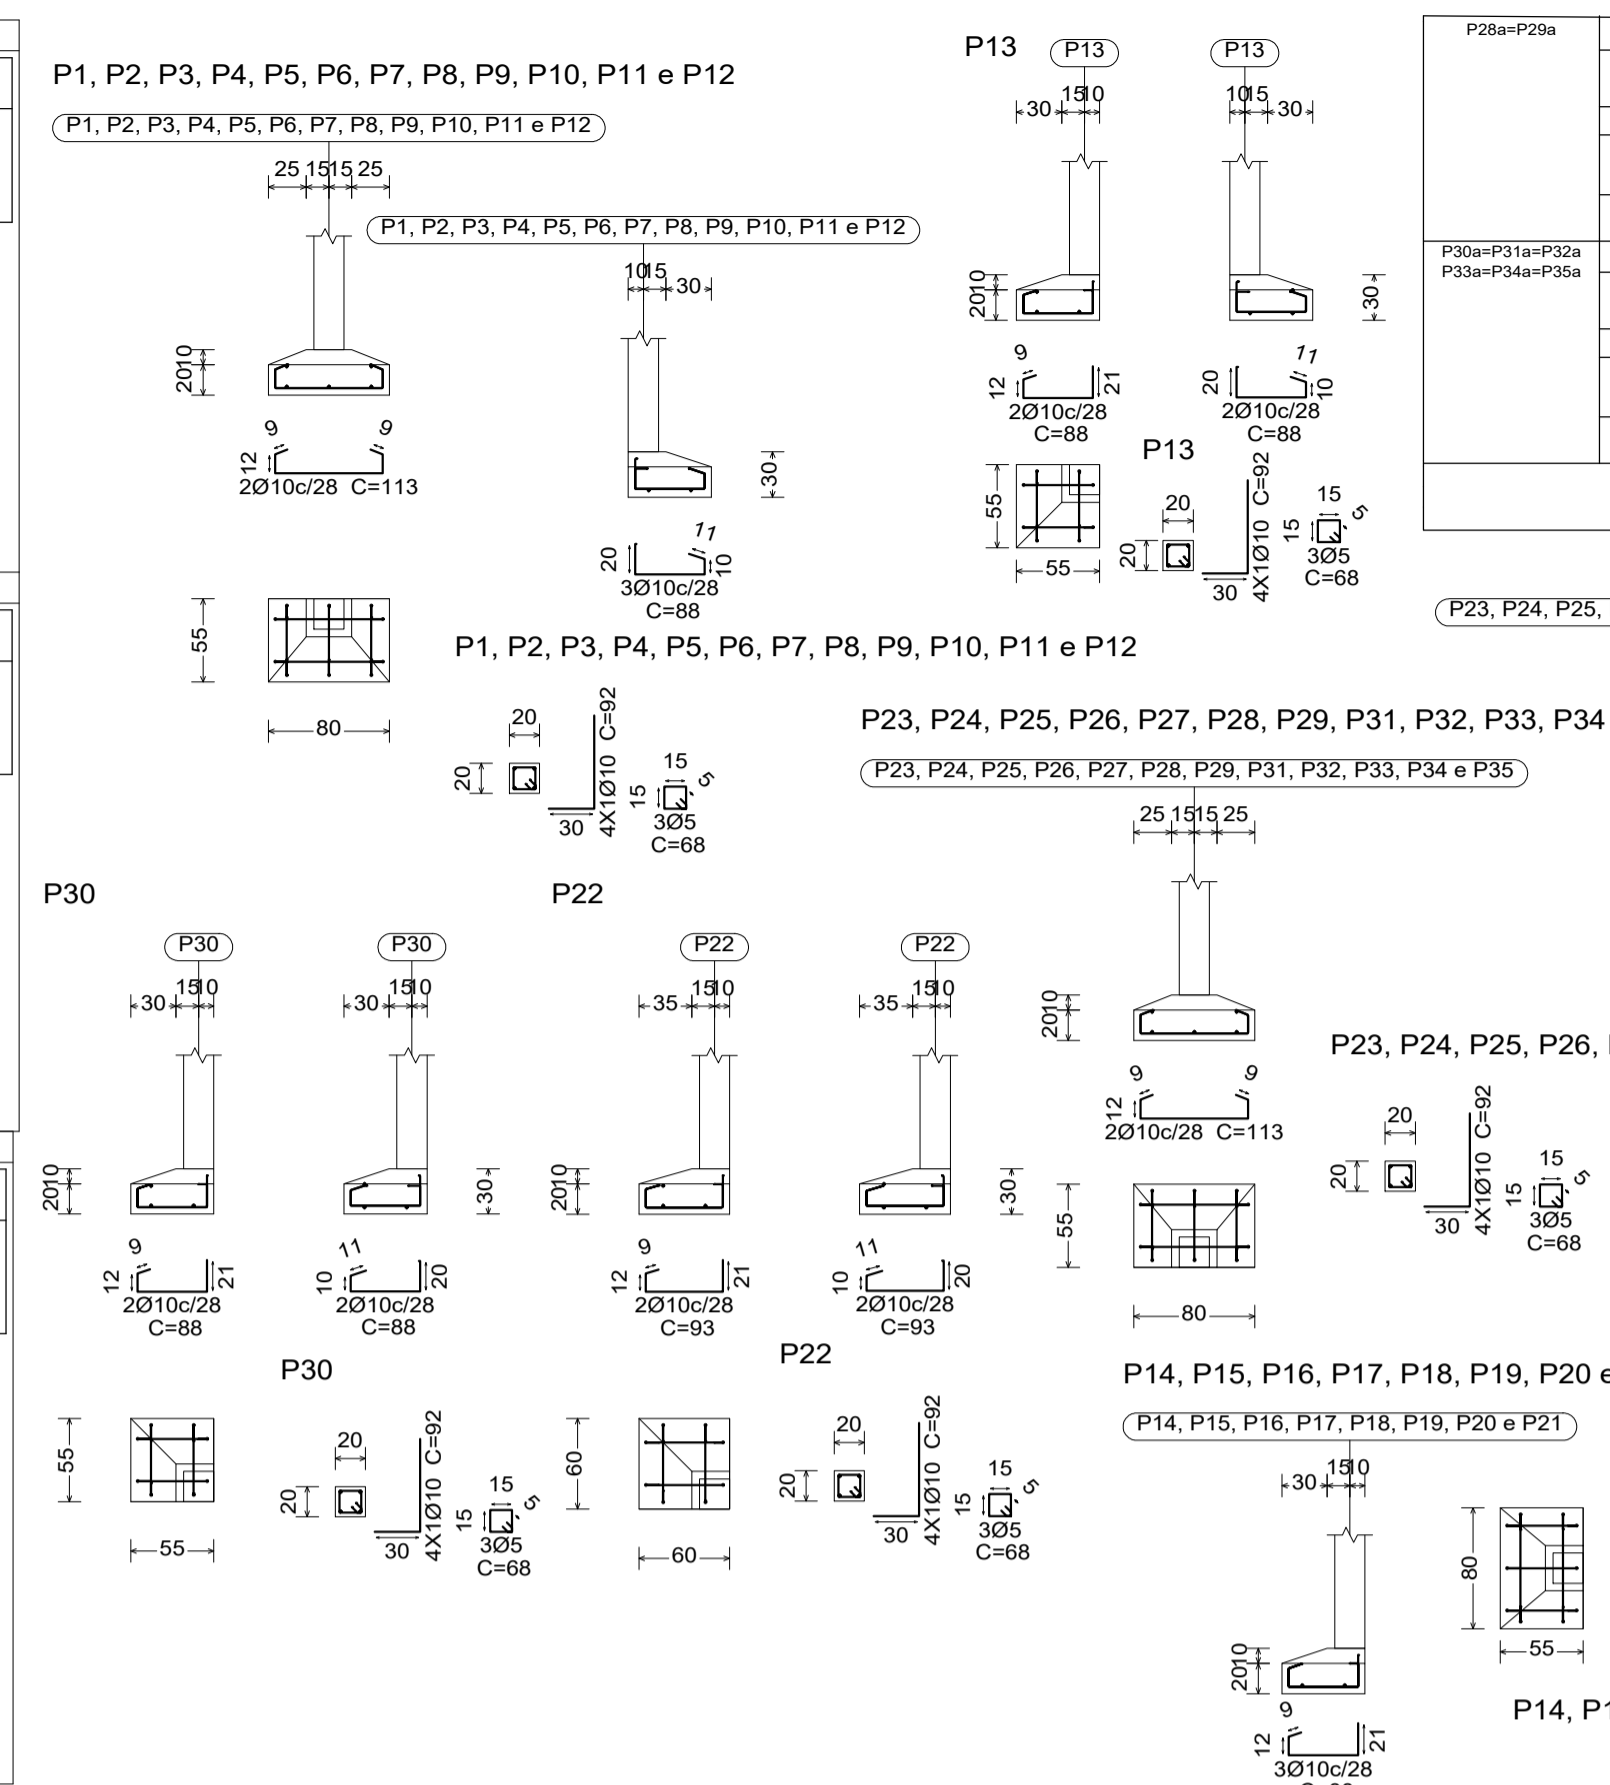 P1, P2, P3, P4, P5, P6, P7, P8, P9, P10, P11 e P12
P1, P2, P3, P4, P5, P6, P7, P8, P9, P10, P11 e P12
25 15 15 25
20 10
9 9
12
2Ø10c/28 C=113
55
80
P1, P2, P3, P4, P5, P6, P7, P8, P9, P10, P11 e P12
10 15 30
30
11
20 10
3Ø10c/28
C=88
P1, P2, P3, P4, P5, P6, P7, P8, P9, P10, P11 e P12
20
20
30
4X1Ø10 C=92
15
15 5
3Ø5
C=68
P13
P13
30 15 10
20 10
9
12 21
2Ø10c/28
C=88
P13
10 15 30
30
11
20 10
2Ø10c/28
C=88
55
55
P13
20
20
30
4X1Ø10 C=92
15
15 5
3Ø5
C=68
P28a=P29a
P30a=P31a=P32a
P33a=P34a=P35a
P23, P24, P25,
P23, P24, P25, P26, P27, P28, P29, P31, P32, P33, P34
P23, P24, P25, P26, P27, P28, P29, P31, P32, P33, P34 e P35
25 15 15 25
20 10
9 9
12
2Ø10c/28 C=113
55
80
P23, P24, P25, P26,
20
20
30
4X1Ø10 C=92
15
15 5
3Ø5
C=68
P30
P30
30 15 10
20 10
9
12 21
2Ø10c/28
C=88
P30
30 15 10
30
11
10 20
2Ø10c/28
C=88
55
55
P30
20
20
30
4X1Ø10 C=92
15
15 5
3Ø5
C=68
P22
P22
35 15 10
20 10
9
12 21
2Ø10c/28
C=93
P22
35 15 10
30
11
10 20
2Ø10c/28
C=93
60
60
P22
20
20
30
4X1Ø10 C=92
15
15 5
3Ø5
C=68
P14, P15, P16, P17, P18, P19, P20 e
P14, P15, P16, P17, P18, P19, P20 e P21
30 15 10
20 10
9
12 21
3Ø10c/28
80
55
P14,